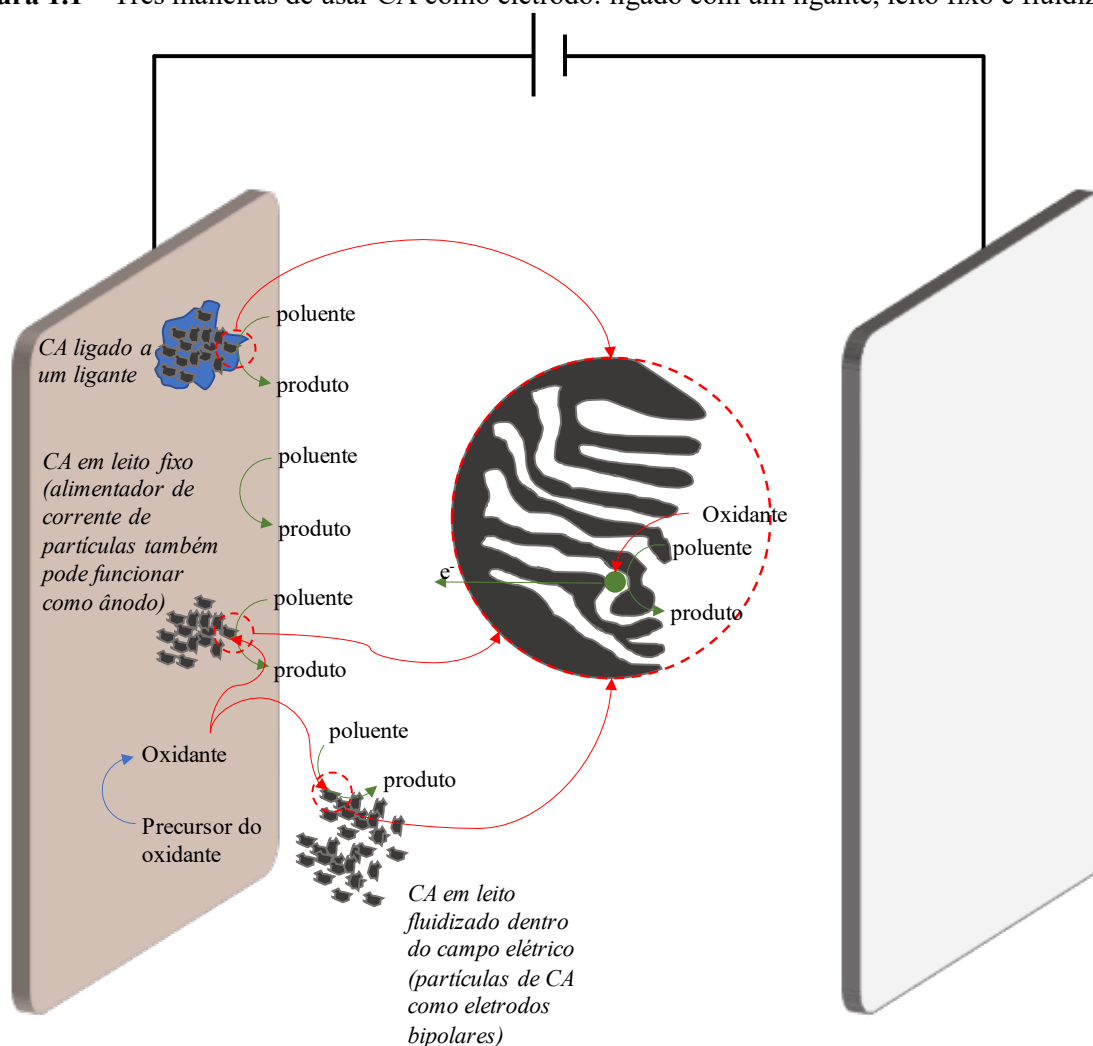 ura 1.1 – Três maneiras de usar CA como eletrodo: ligado com um ligante, leito fixo e fluidiz
poluente
CA ligado a
um ligante
produto
CA em leito fixo
(alimentador de
corrente de
partículas também
pode funcionar
como ânodo)
poluente
produto
poluente
produto
Oxidante
poluente
e-
produto
Oxidante
Precursor do
oxidante
poluente
produto
CA em leito
fluidizado dentro
do campo elétrico
(partículas de CA
como eletrodos
bipolares)